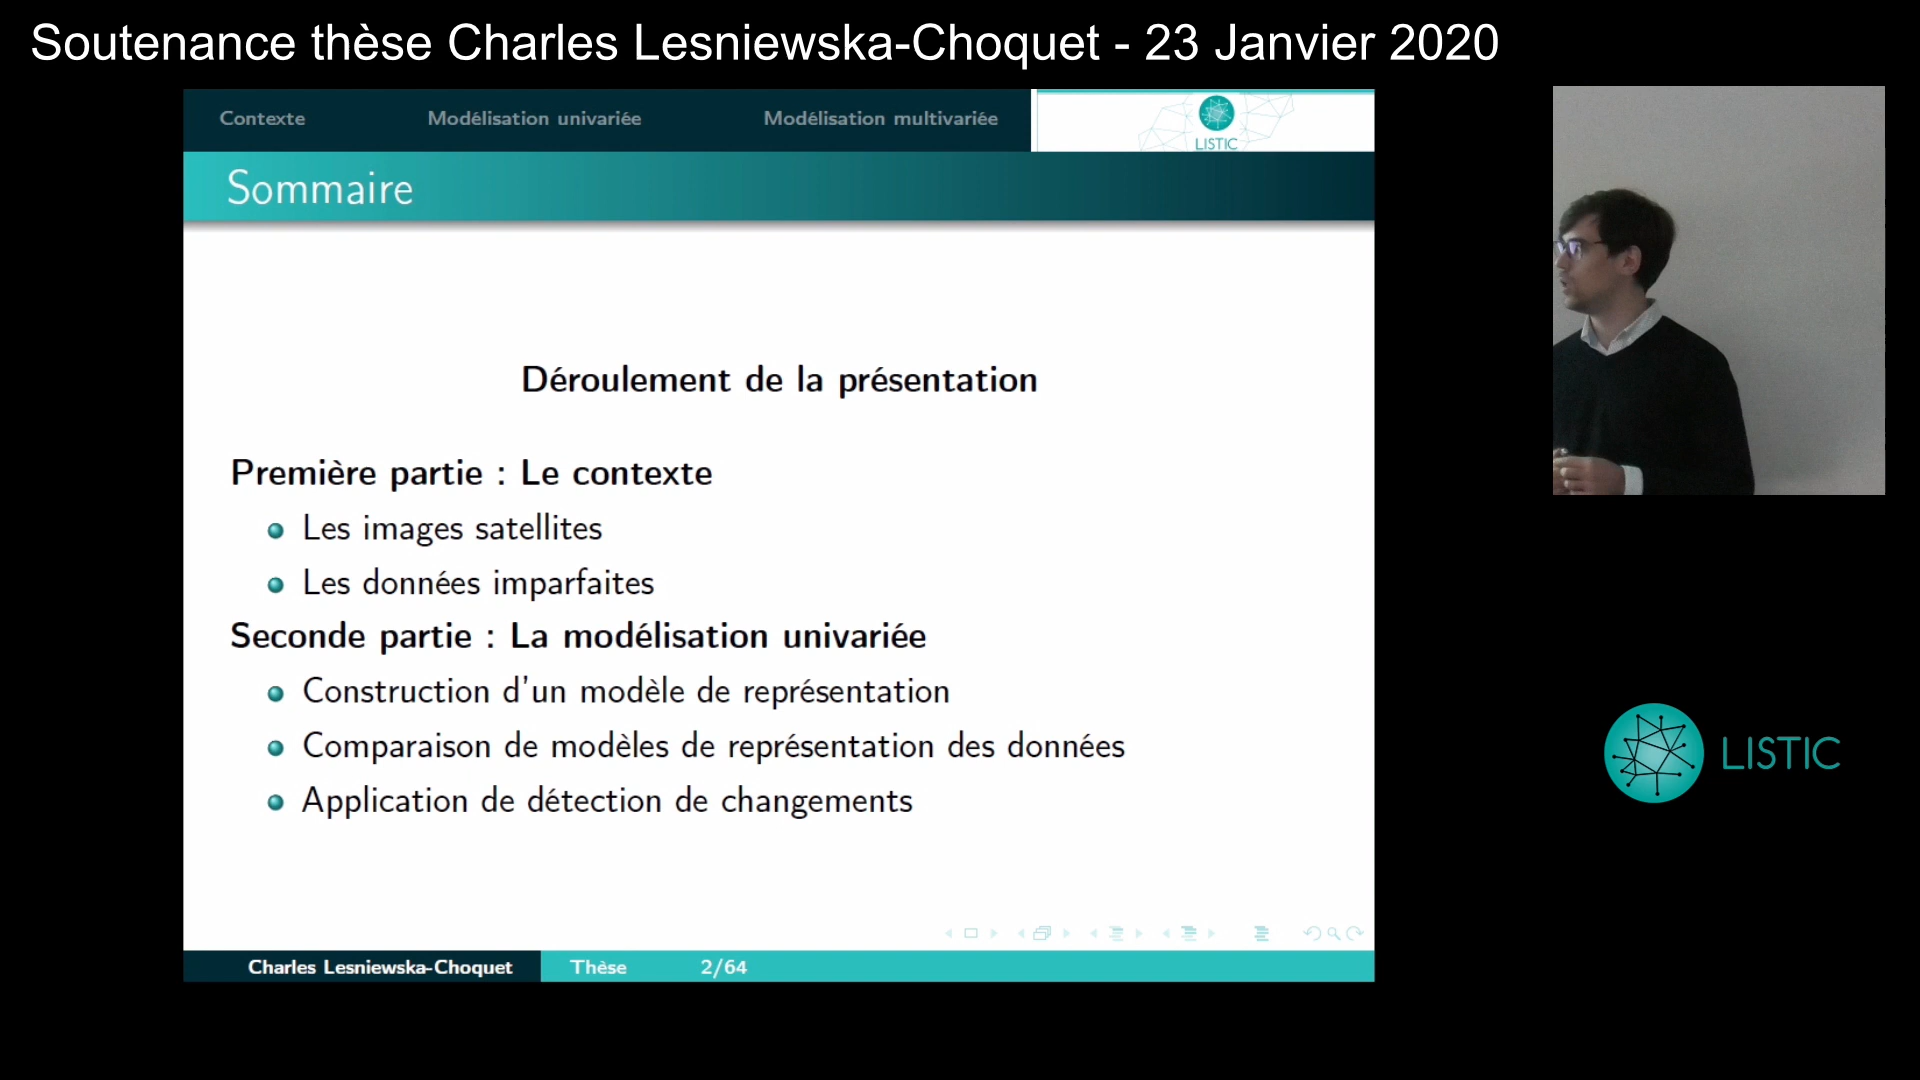 Soutenance thèse Charles Lesniewska-Choquet - 23 Janvier 2020
Contexte Modélisation univariée Modélisation multivariée
LISTIC
Sommaire
Déroulement de la présentation
Première partie : Le contexte
Les images satellites
Les données imparfaites
Seconde partie : La modélisation univariée
Construction d'un modèle de représentation
Comparaison de modèles de représentation des données
Application de détection de changements
LISTIC
Charles Lesniewska-Choquet Thèse 2/64